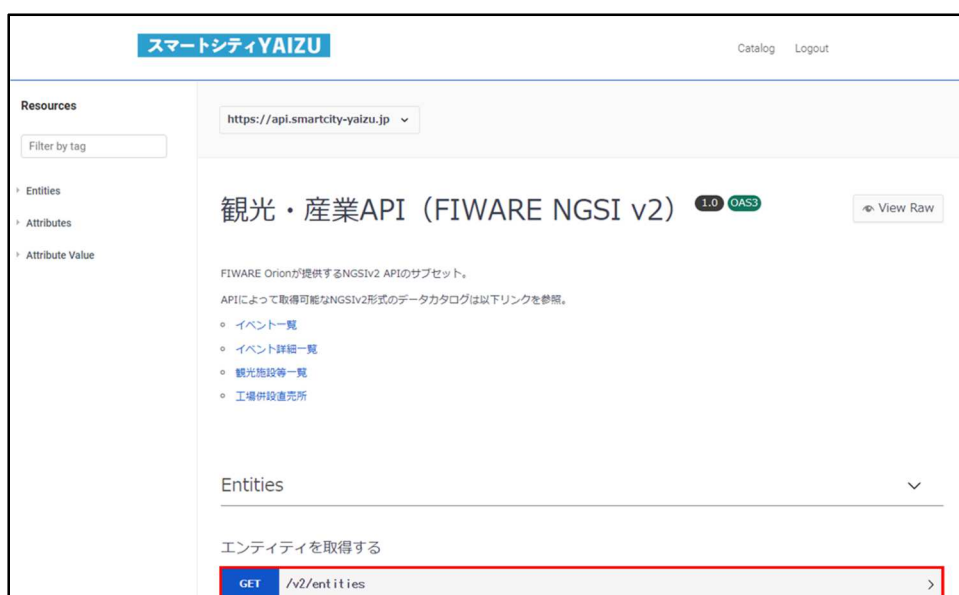 スマートシティYAIZU
Catalog Logout
Resources
Filter by tag
Entities
Attributes
Attribute Value
https://api.smartcity-yaizu.jp
観光・産業API（FIWARE NGSI v2） 1.0 OAS3
View Raw
FIWARE Orionが提供するNGSIv2 APIのサブセット。
APIによって取得可能なNGSIv2形式のデータカタログは以下リンクを参照。
イベント一覧
イベント詳細一覧
観光施設等一覧
工場併設直売所
Entities
エンティティを取得する
GET /v2/entities